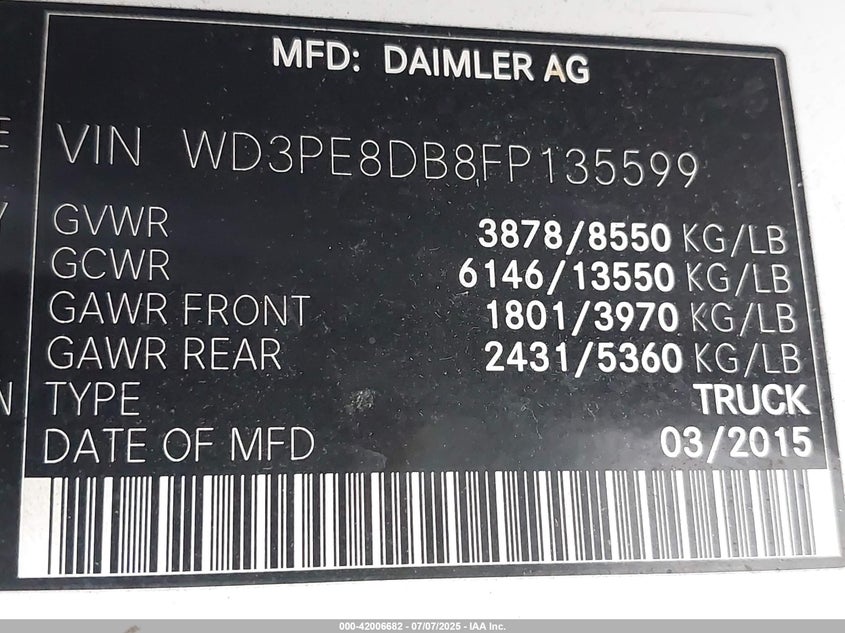 MFD: DAIMLER AG
VIN WD3PE8DB8FP135599
GVWR 3878/8550 KG/LB
GCWR 6146/13550 KG/LB
GAWR FRONT 1801/3970 KG/LB
GAWR REAR 2431/5360 KG/LB
TYPE TRUCK
DATE OF MFD 03/2015
000-42006682 - 07/07/2025 - IAA Inc.